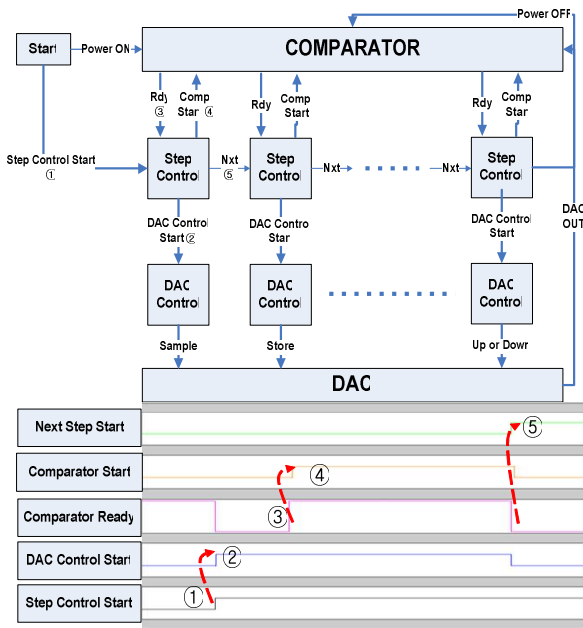 Power OFF
Start
Power ON
COMPARATOR
Rdy
③
Comp
Star ④
Rdy
Comp
Start
Rdy
Comp
Star
Step Control Start
①
Step
Control
Nxt
⑤
Step
Control
Nxt
Nxt
Step
Control
DAC Control
Start②
DAC Contro
Star
DAC Control
Start
DAC
OUT
DAC
Control
DAC
Control
DAC
Control
Sample
Store
Up or Down
DAC
Next Step Start
⑤
Comparator Start
④
Comparator Ready
③
DAC Control Start
②
Step Control Start
①